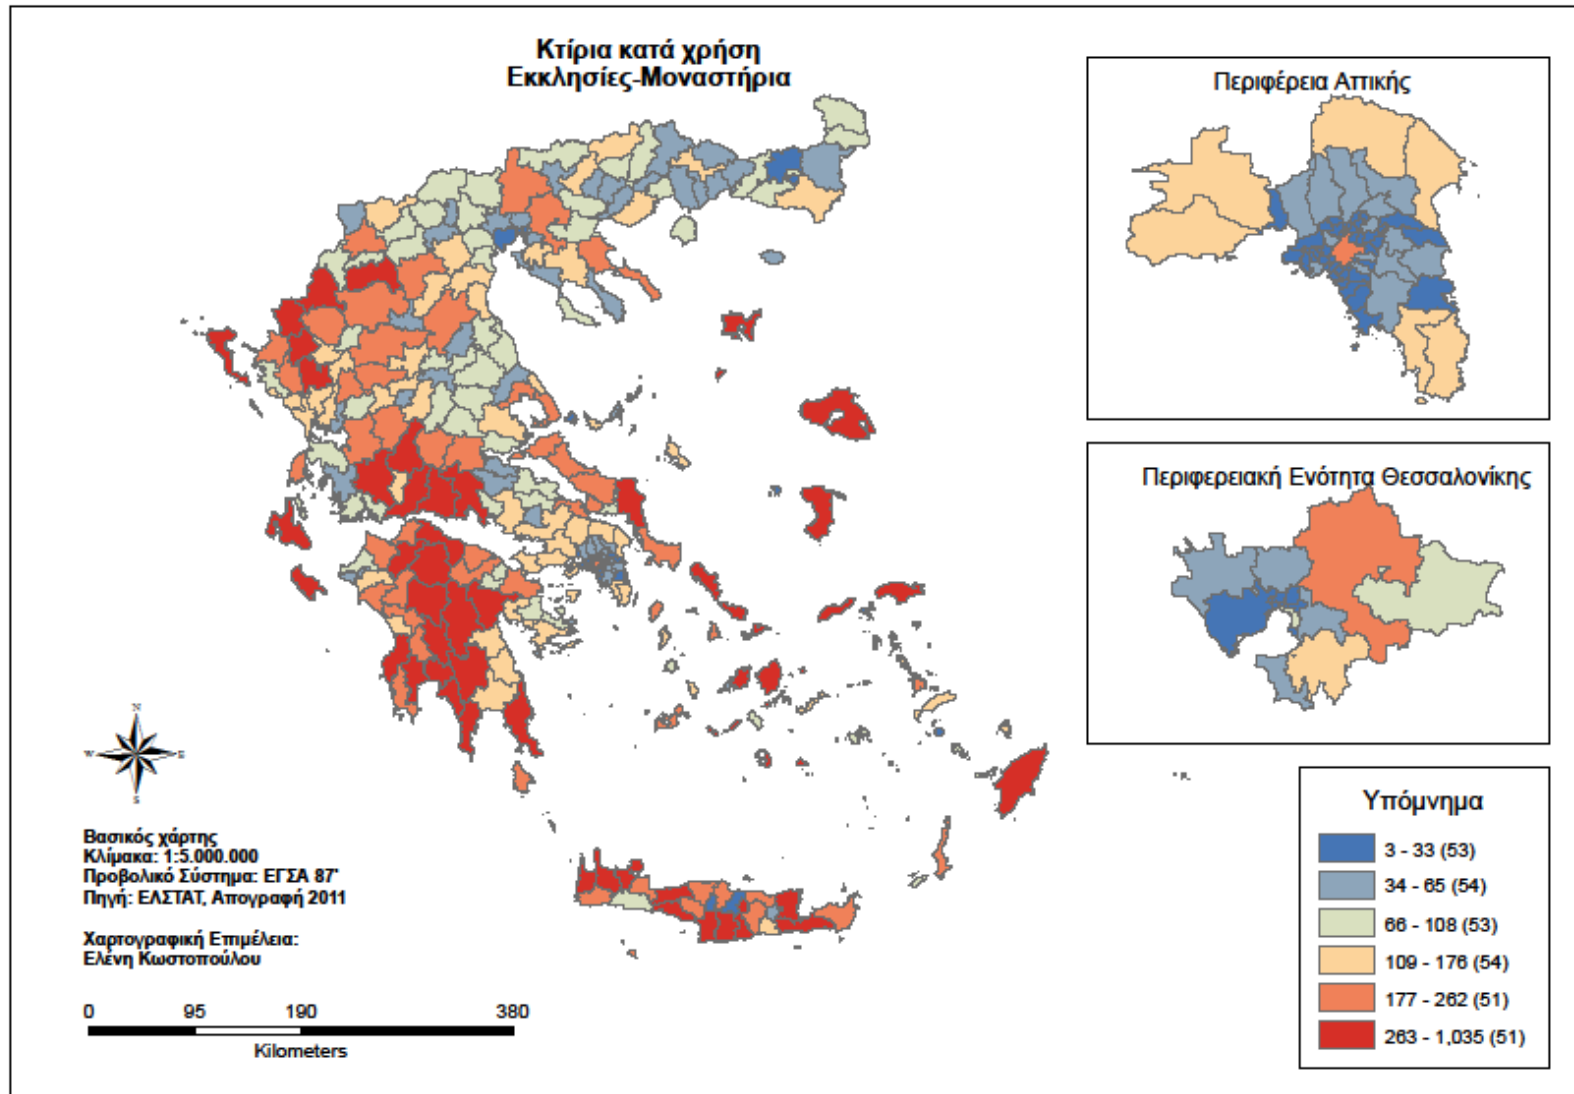 Κτίρια κατά χρήση
Εκκλησίες-Μοναστήρια
Περιφέρεια Αττικής
Περιφερειακή Ενότητα Θεσσαλονίκης
N
W
E
S
Βασικός χάρτης
Κλίμακα: 1:5.000.000
Προβολικό Σύστημα: ΕΓΣΑ 87'
Πηγή: ΕΛΣΤΑΤ, Απογραφή 2011
Χαρτογραφική Επιμέλεια:
Ελένη Κωστοπούλου
0 95 190 380
Kilometers
Υπόμνημα
3 - 33 (53)
34 - 65 (54)
66 - 108 (53)
109 - 176 (54)
177 - 262 (51)
263 - 1,035 (51)